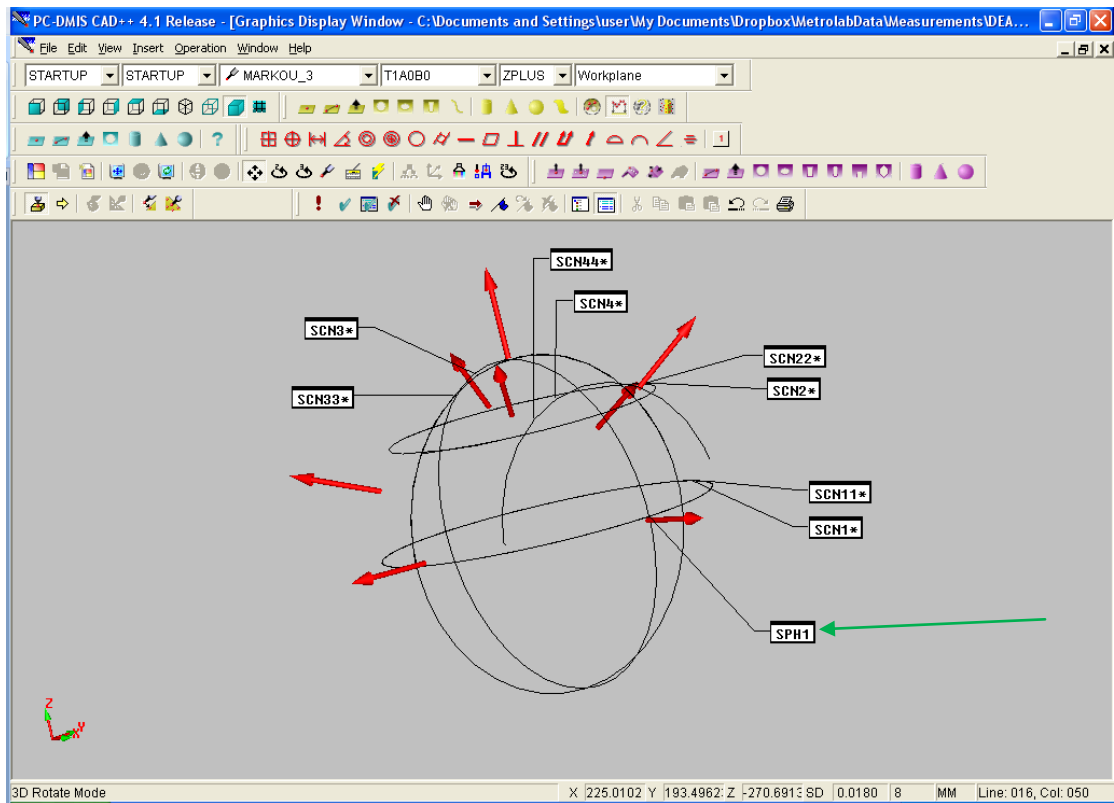 PC-DMIS CAD++ 4.1 Release - [Graphics Display Window - C:\Documents and Settings\user\My Documents\Dropbox\MetrolabData\Measurements\DEA...
File Edit View Insert Operation Window Help
STARTUP STARTUP MARKOU_3 T1A0B0 ZPLUS Workplane
SCN44*
SCN4*
SCN3*
SCN22*
SCN33*
SCN2*
SCN11*
SCN1*
SPH1
Z
Y
X
3D Rotate Mode X 225.0102 Y 193.4962 Z -270.6913 SD 0.0180 8 MM Line: 016, Col: 050